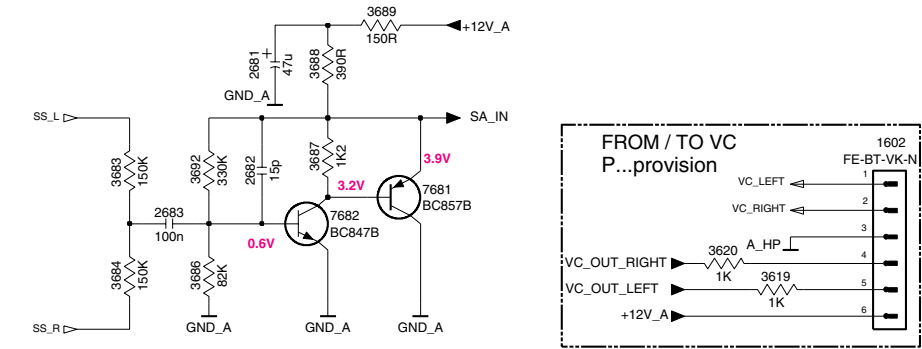 3689
150R
+12V_A
2681
47u
+
3688
390R
GND_A
SS_L
SA_IN
3683
150K
3692
330K
2682
15p
3687
1K2
3.9V
3.2V
7681
BC857B
2683
100n
7682
BC847B
0.6V
3684
150K
3686
82K
SS_R
GND_A
GND_A
GND_A
FROM / TO VC
P...provision
1602
FE-BT-VK-N
VC_LEFT
1
VC_RIGHT
2
A_HP
3
VC_OUT_RIGHT
3620
1K
4
VC_OUT_LEFT
3619
1K
5
+12V_A
6